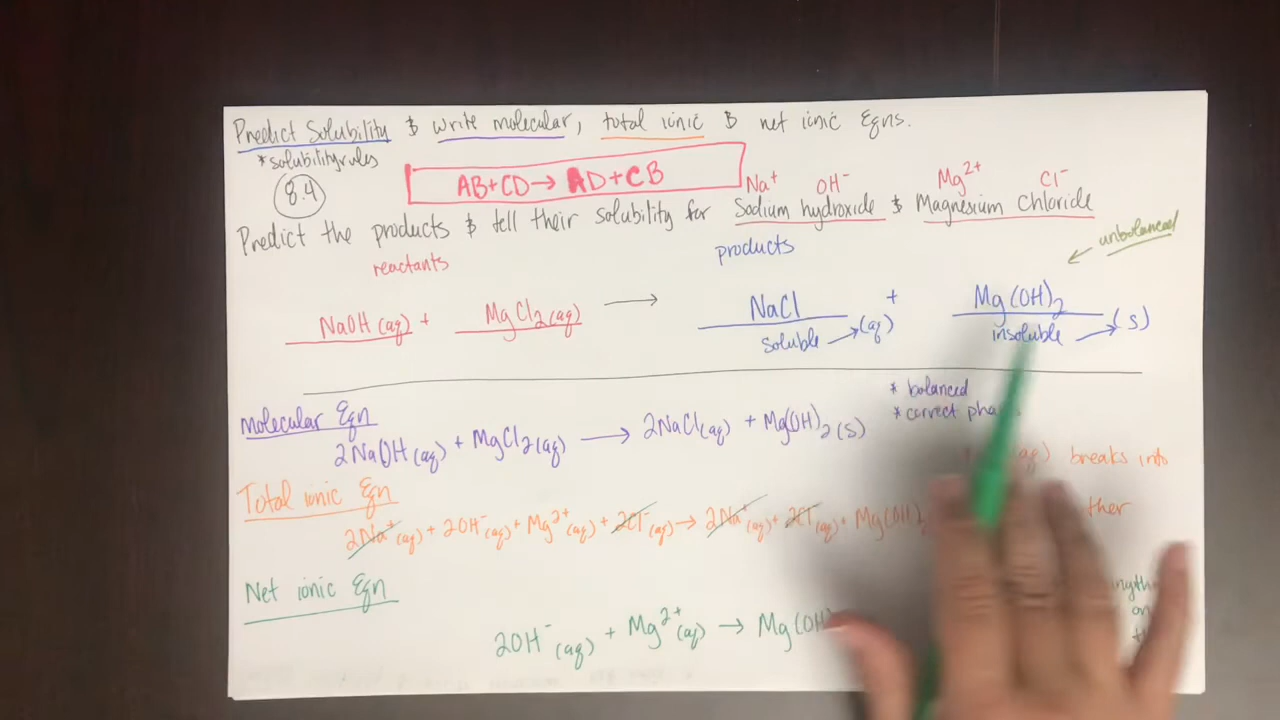 Predict Solubility & write molecular, total ionic & net ionic Eqns.
*solubility rules
8.4
AB+CD→ AD+CB
Na⁺ OH⁻ Mg²⁺ Cl⁻
Predict the products & tell their solubility for Sodium hydroxide & Magnesium Chloride
unbalanced
reactants products
NaOH(aq) + MgCl₂(aq) → NaCl + Mg(OH)₂
soluble → (aq) insoluble → (s)
Molecular Eqn
* balanced
* correct
2NaOH(aq) + MgCl₂(aq) → 2NaCl(aq) + Mg(OH)₂(s)
breaks into
Total ionic Eqn
2Na⁺(aq) + 2OH⁻(aq) + Mg²⁺(aq) + 2Cl⁻(aq) → 2Na⁺(aq) + 2Cl⁻(aq) + Mg(OH)₂
Net ionic Eqn
2OH⁻(aq) + Mg²⁺(aq) → Mg(OH)